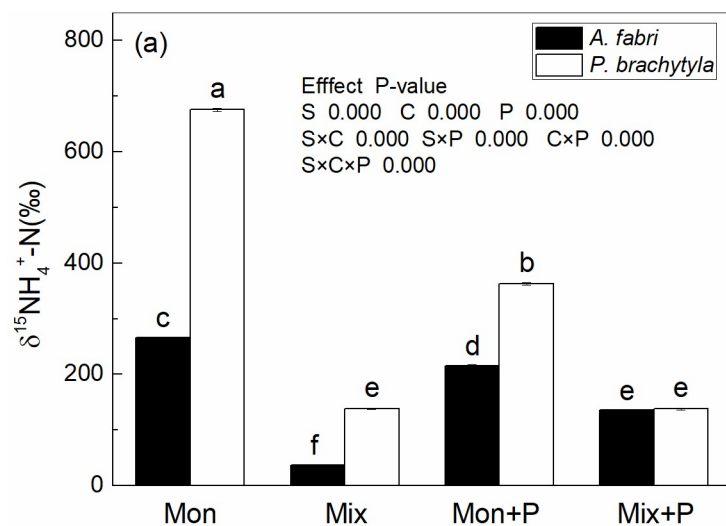 (a)
A. fabri
P. brachytyla
Efffect P-value
S 0.000 C 0.000 P 0.000
S×C 0.000 S×P 0.000 C×P 0.000
S×C×P 0.000
δ¹⁵NH₄⁺-N(‰)
800
600
400
200
0
c a
f e
d b
e e
Mon Mix Mon+P Mix+P